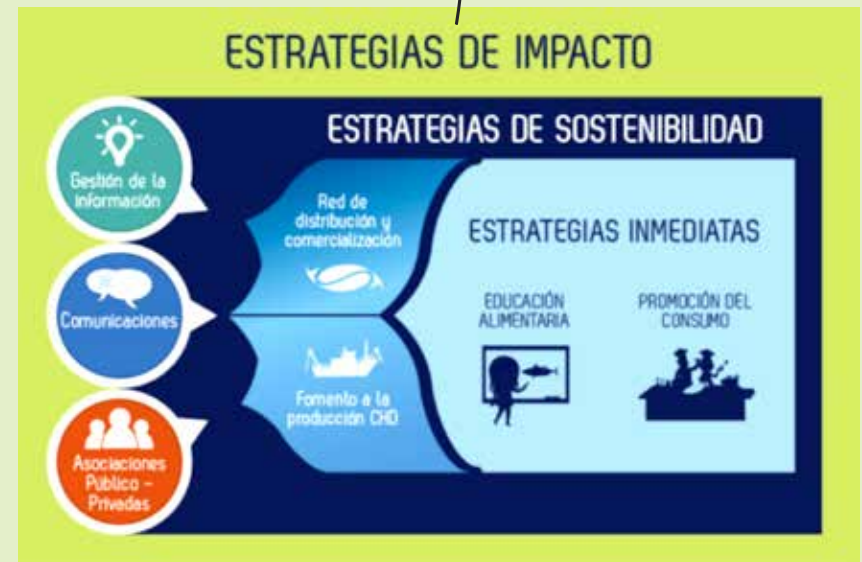 ESTRATEGIAS DE IMPACTO
ESTRATEGIAS DE SOSTENIBILIDAD
Gestión de la
información
Comunicaciones
Asociaciones
Público –
Privadas
Red de
distribución y
comercialización
Fomento a la
producción CHD
ESTRATEGIAS INMEDIATAS
EDUCACIÓN
ALIMENTARIA
PROMOCIÓN DEL
CONSUMO